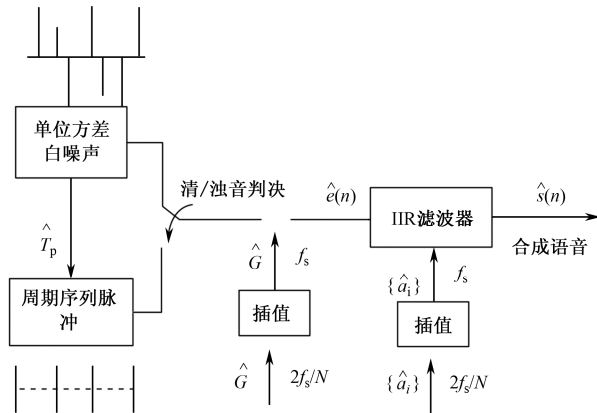 单位方差
白噪声
清/浊音判决
T̂p
周期序列脉
冲
Ĝ
fs
插值
Ĝ
2fs/N
ê(n)
IIR滤波器
ŝ(n)
合成语音
{âi}
fs
插值
{âi}
2fs/N